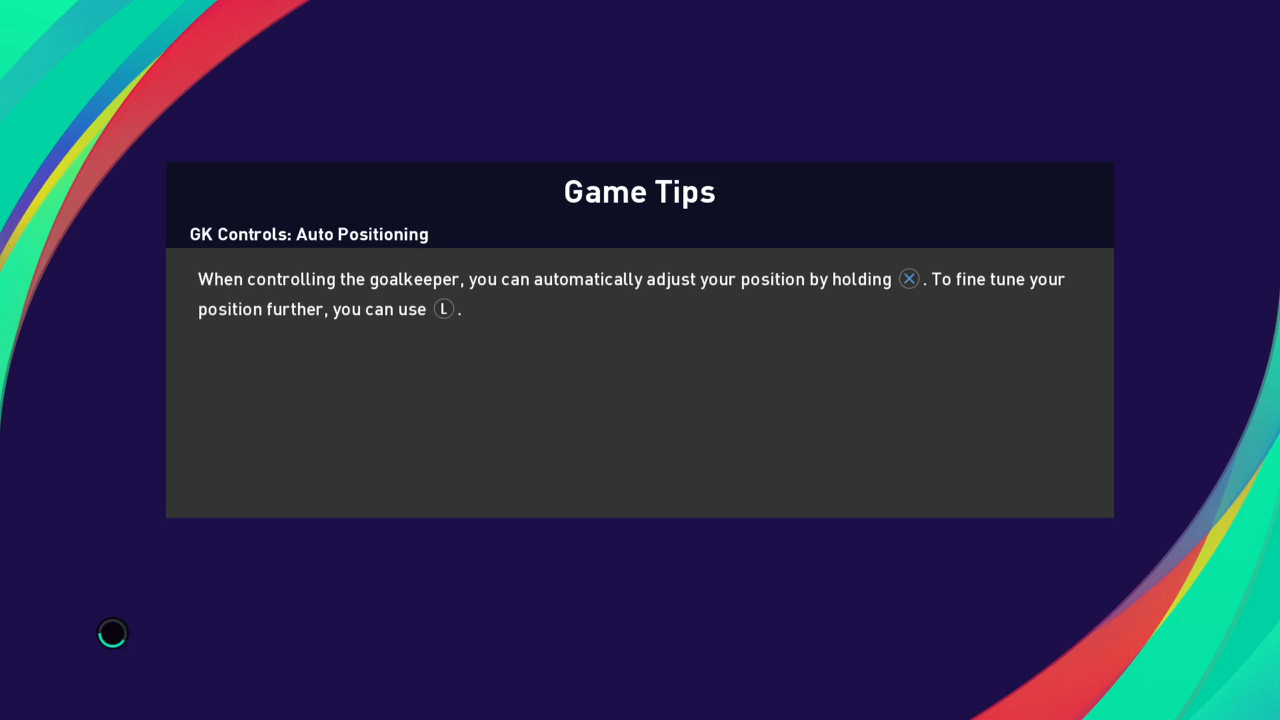 Game Tips
GK Controls: Auto Positioning
When controlling the goalkeeper, you can automatically adjust your position by holding ⓧ. To fine tune your
position further, you can use Ⓛ.